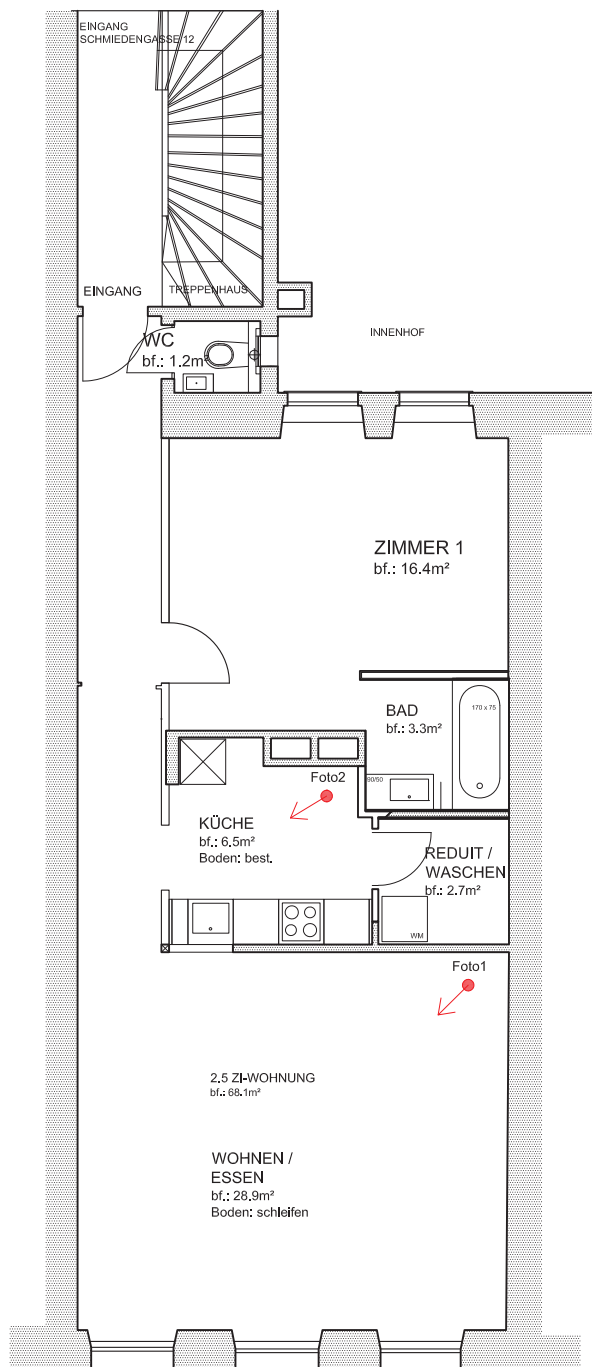 EINGANG
SCHMIEDENGASSE 12
EINGANG
TREPPENHAUS
INNENHOF
WC
bf.: 1.2m²
ZIMMER 1
bf.: 16.4m²
BAD
bf.: 3.3m²
170 x 75
90/50
Foto2
KÜCHE
bf.: 6.5m²
Boden: best.
REDUIT /
WASCHEN
bf.: 2.7m²
WM
Foto1
2.5 ZI-WOHNUNG
bf.: 68.1m²
WOHNEN /
ESSEN
bf.: 28.9m²
Boden: schleifen